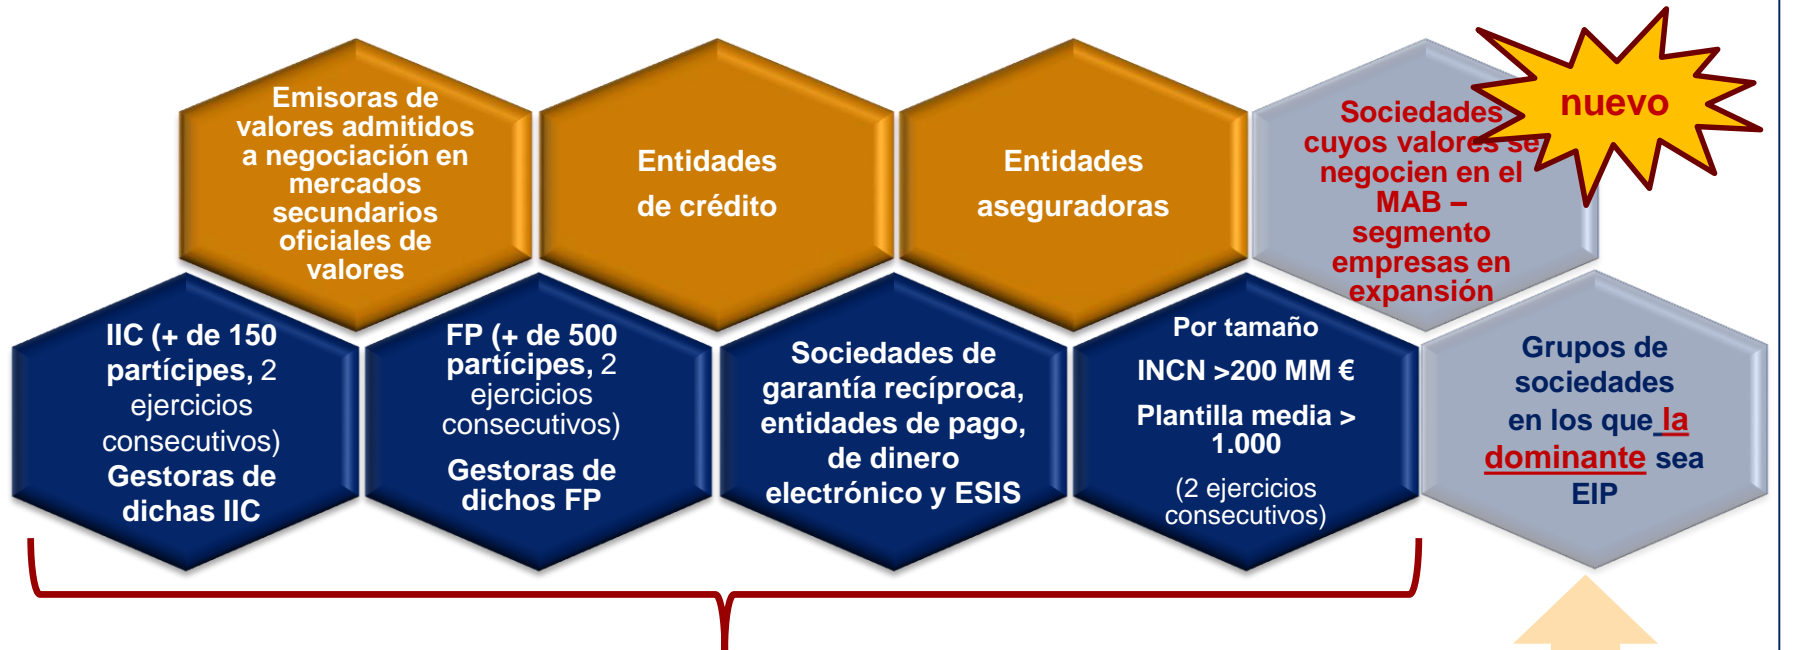 Emisoras de
valores admitidos
a negociación en
mercados
secundarios
oficiales de
valores
Entidades
de crédito
Entidades
aseguradoras
Sociedades
cuyos valores se
negocien en el
MAB –
segmento
empresas en
expansión
nuevo
IIC (+ de 150
partícipes, 2
ejercicios
consecutivos)
Gestoras de
dichas IIC
FP (+ de 500
partícipes, 2
ejercicios
consecutivos)
Gestoras de
dichos FP
Sociedades de
garantía recíproca,
entidades de pago,
de dinero
electrónico y ESIS
Por tamaño
INCN >200 MM €
Plantilla media >
1.000
(2 ejercicios
consecutivos)
Grupos de
sociedades
en los que la
dominante sea
EIP